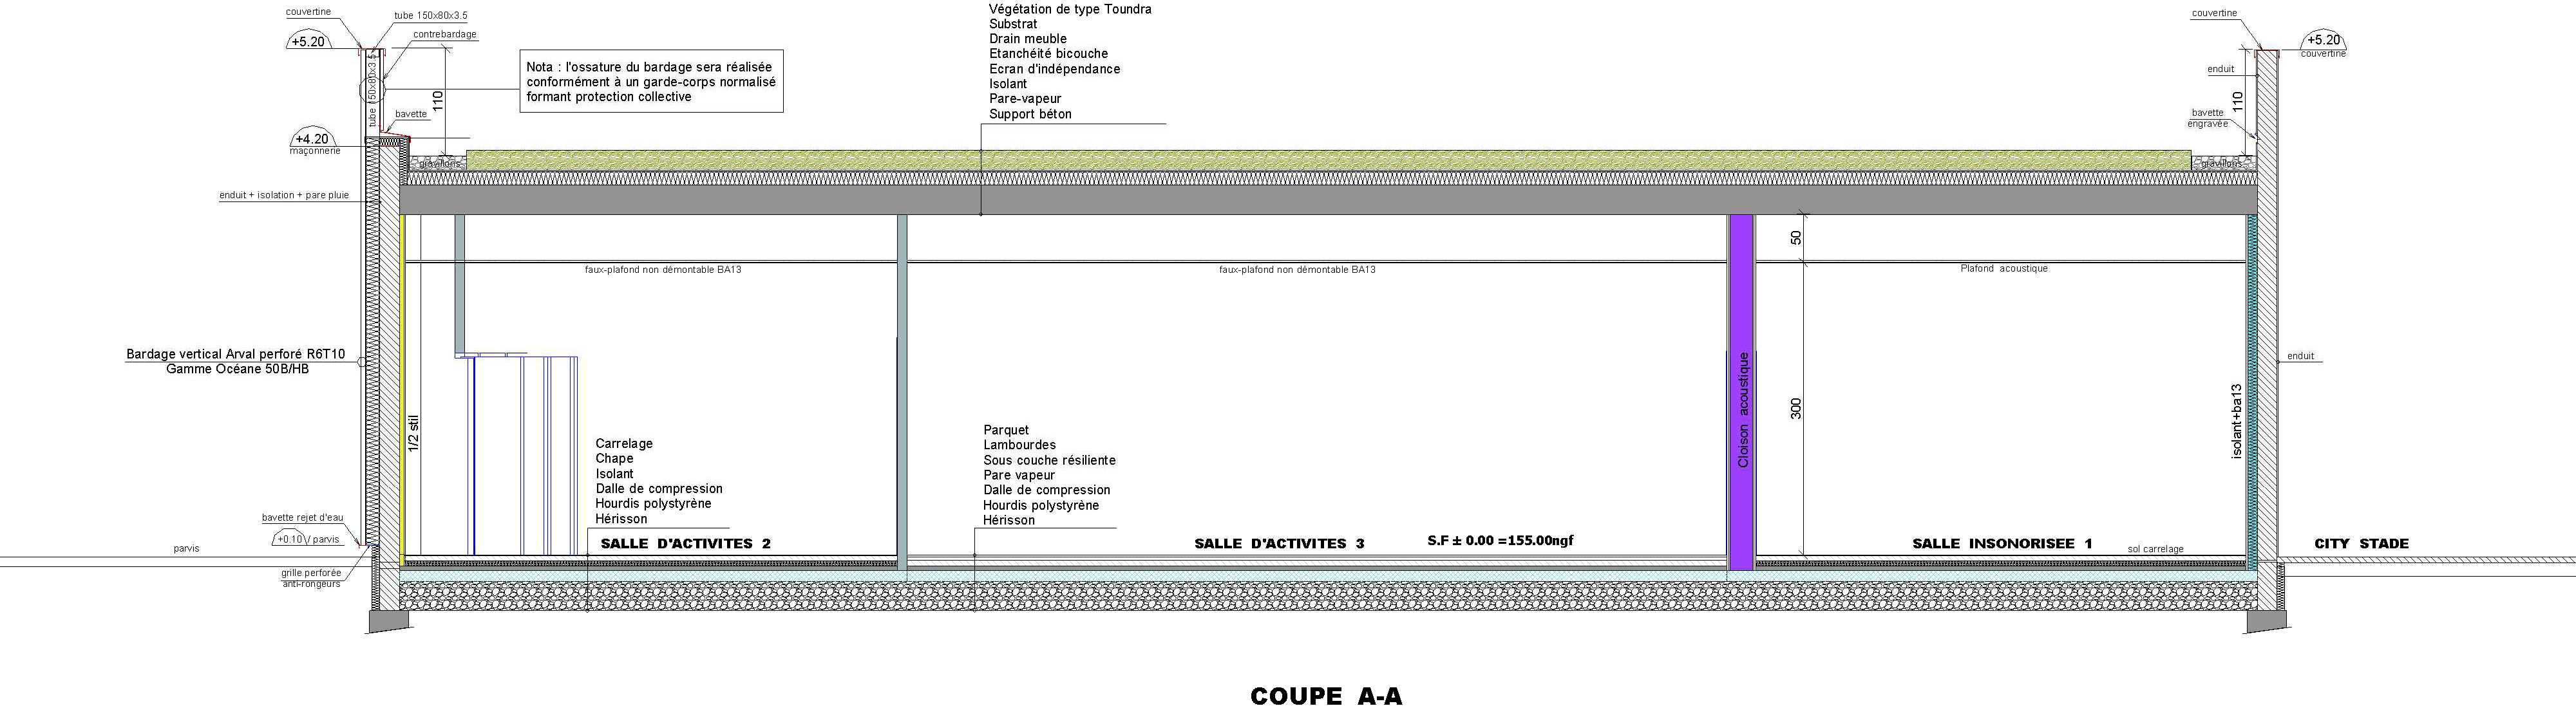 couvertine
tube 150x80x3.5
+5.20
contrebardage
tube 150x80x3.5
110
Nota : l'ossature du bardage sera réalisée
conformément à un garde-corps normalisé
formant protection collective
bavette
+4.20
maçonnerie
gravillons
enduit + isolation + pare pluie
Végétation de type Toundra
Substrat
Drain meuble
Etanchéité bicouche
Ecran d'indépendance
Isolant
Pare-vapeur
Support béton
couvertine
+5.20
couvertine
enduit
110
bavette
engravée
gravillons
50
faux-plafond non démontable BA13
faux-plafond non démontable BA13
Plafond acoustique
Bardage vertical Arval perforé R6T10
Gamme Océane 50B/HB
1/2 stil
Cloison acoustique
300
isolant+ba13
enduit
Carrelage
Chape
Isolant
Dalle de compression
Hourdis polystyrène
Hérisson
Parquet
Lambourdes
Sous couche résiliente
Pare vapeur
Dalle de compression
Hourdis polystyrène
Hérisson
bavette rejet d'eau
+0.10 / parvis
parvis
grille perforée
anti-rongeurs
SALLE D'ACTIVITES 2
SALLE D'ACTIVITES 3
S.F ± 0.00 =155.00ngf
SALLE INSONORISEE 1
sol carrelage
CITY STADE
COUPE A-A